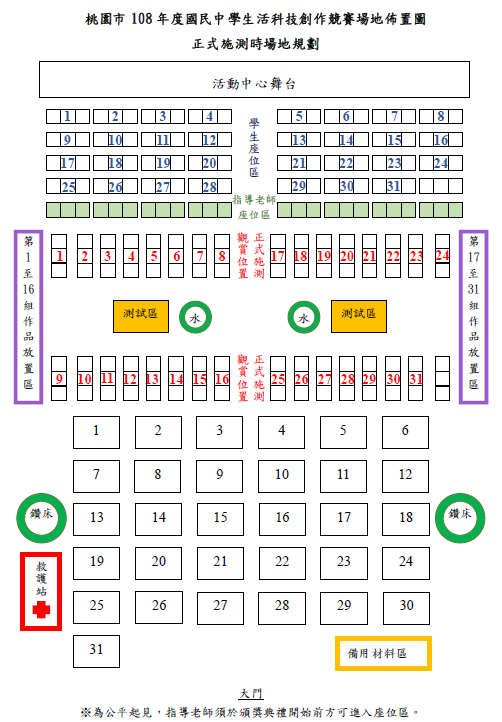 桃園市 108 年度國民中學生活科技創作競賽場地佈置圖
正式施測時場地規劃
活動中心舞台
1 2 3 4 5 6 7 8
9 10 11 12 13 14 15 16
17 18 19 20 21 22 23 24
25 26 27 28 29 30 31
學生座位區
指導老師
座位區
第1至16組作品放置區
1 2 3 4 5 6 7 8
正式施測
觀賞位置
17 18 19 20 21 22 23 24
第17至31組作品放置區
測試區
水
水
測試區
9 10 11 12 13 14 15 16
正式施測
觀賞位置
25 26 27 28 29 30 31
1 2 3 4 5 6
7 8 9 10 11 12
鑽床
13 14 15 16 17 18
鑽床
救護站
19 20 21 22 23 24
25 26 27 28 29 30
31
備用材料區
大門
※為公平起見，指導老師須於頒獎典禮開始前方可進入座位區。